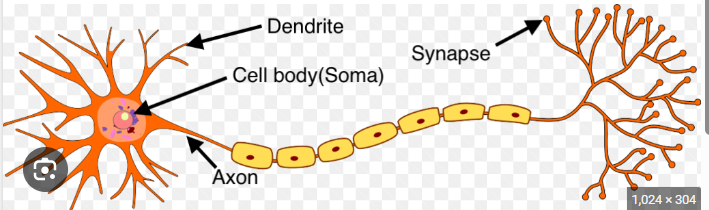 Dendrite
Synapse
Cell body(Soma)
Axon
1,024 × 304